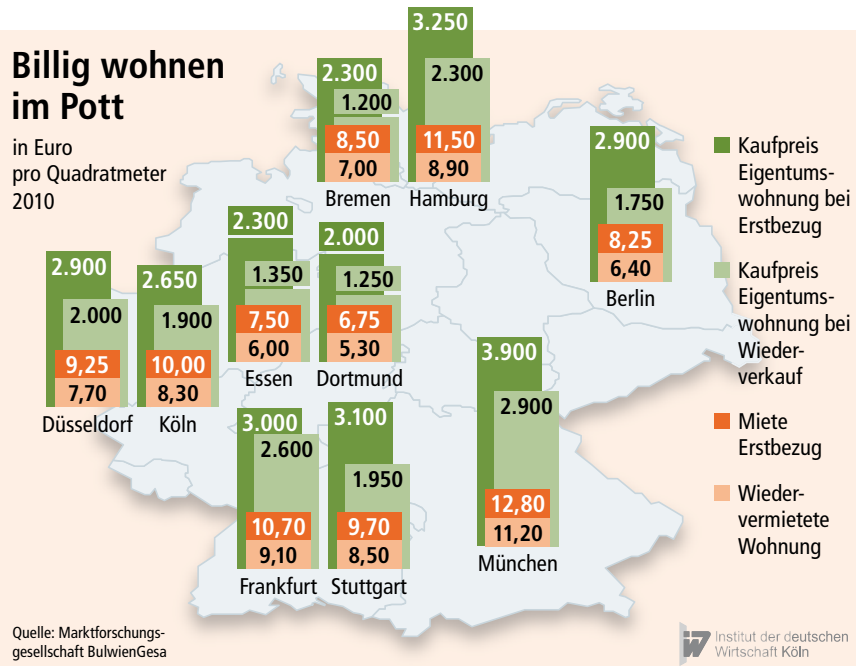 Billig wohnen
im Pott
in Euro
pro Quadratmeter
2010
2.300
1.200
8,50
7,00
Bremen
3.250
2.300
11,50
8,90
Hamburg
2.900
1.750
8,25
6,40
Berlin
2.300
1.350
7,50
6,00
Essen
2.000
1.250
6,75
5,30
Dortmund
2.900
2.000
9,25
7,70
Düsseldorf
2.650
1.900
10,00
8,30
Köln
3.000
2.600
10,70
9,10
Frankfurt
3.100
1.950
9,70
8,50
Stuttgart
3.900
2.900
12,80
11,20
München
Kaufpreis
Eigentums-
wohnung bei
Erstbezug
Kaufpreis
Eigentums-
wohnung bei
Wieder-
verkauf
Miete
Erstbezug
Wieder-
vermietete
Wohnung
Quelle: Marktforschungs-
gesellschaft BulwienGesa
iw
Institut der deutschen
Wirtschaft Köln